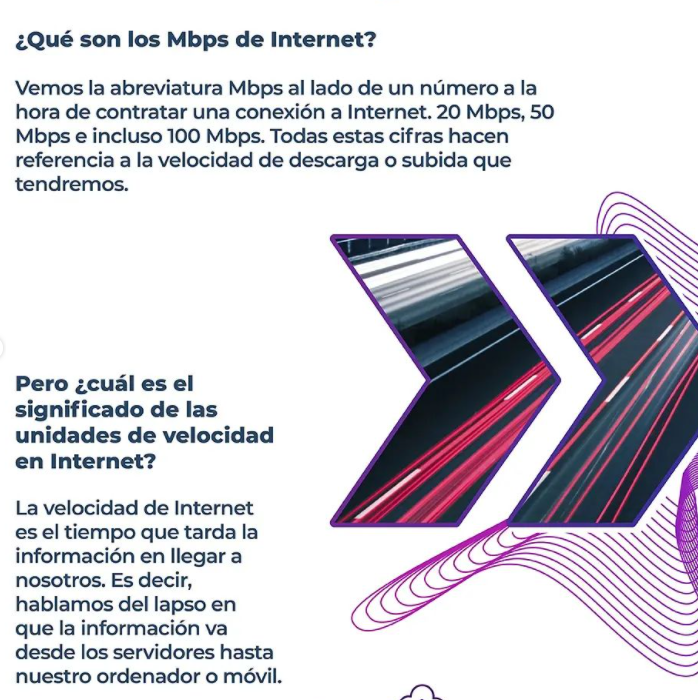 ¿Qué son los Mbps de Internet?
Vemos la abreviatura Mbps al lado de un número a la
hora de contratar una conexión a Internet. 20 Mbps, 50
Mbps e incluso 100 Mbps. Todas estas cifras hacen
referencia a la velocidad de descarga o subida que
tendremos.
Pero ¿cuál es el
significado de las
unidades de velocidad
en Internet?
La velocidad de Internet
es el tiempo que tarda la
información en llegar a
nosotros. Es decir,
hablamos del lapso en
que la información va
desde los servidores hasta
nuestro ordenador o móvil.